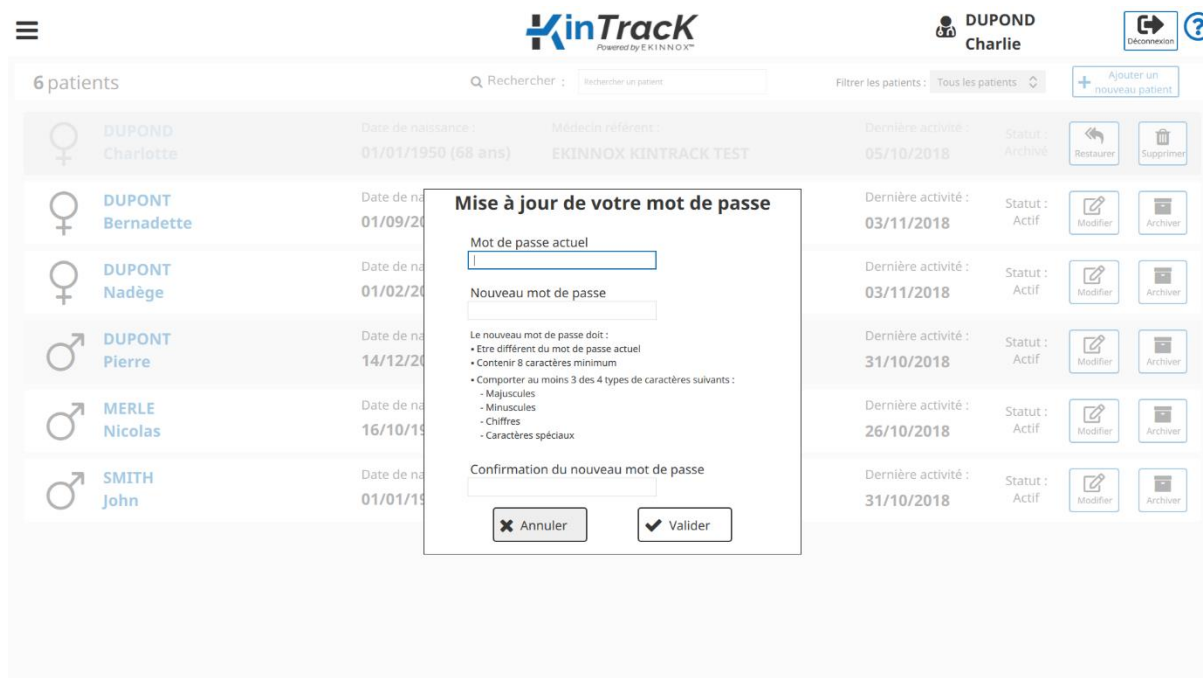 KinTrack
Powered by EKINNOX™
DUPOND
Charlie
Déconnexion
?
6 patients
Rechercher :
Rechercher un patient
Filtrer les patients :
Tous les patients
Ajouter un
nouveau patient
DUPOND
Charlotte
Date de naissance :
01/01/1950 (68 ans)
Médecin référent :
EKINNOX KINTRACK TEST
Dernière activité :
05/10/2018
Statut :
Archivé
Restaurer
Supprimer
DUPONT
Bernadette
Date de na
01/09/20
Dernière activité :
03/11/2018
Statut :
Actif
Modifier
Archiver
DUPONT
Nadège
Date de na
01/02/20
Dernière activité :
03/11/2018
Statut :
Actif
Modifier
Archiver
DUPONT
Pierre
Date de na
14/12/20
Dernière activité :
31/10/2018
Statut :
Actif
Modifier
Archiver
MERLE
Nicolas
Date de na
16/10/19
Dernière activité :
26/10/2018
Statut :
Actif
Modifier
Archiver
SMITH
John
Date de na
01/01/19
Dernière activité :
31/10/2018
Statut :
Actif
Modifier
Archiver
Mise à jour de votre mot de passe
Mot de passe actuel
Nouveau mot de passe
Le nouveau mot de passe doit :
• Etre différent du mot de passe actuel
• Contenir 8 caractères minimum
• Comporter au moins 3 des 4 types de caractères suivants :
- Majuscules
- Minuscules
- Chiffres
- Caractères spéciaux
Confirmation du nouveau mot de passe
Annuler
Valider